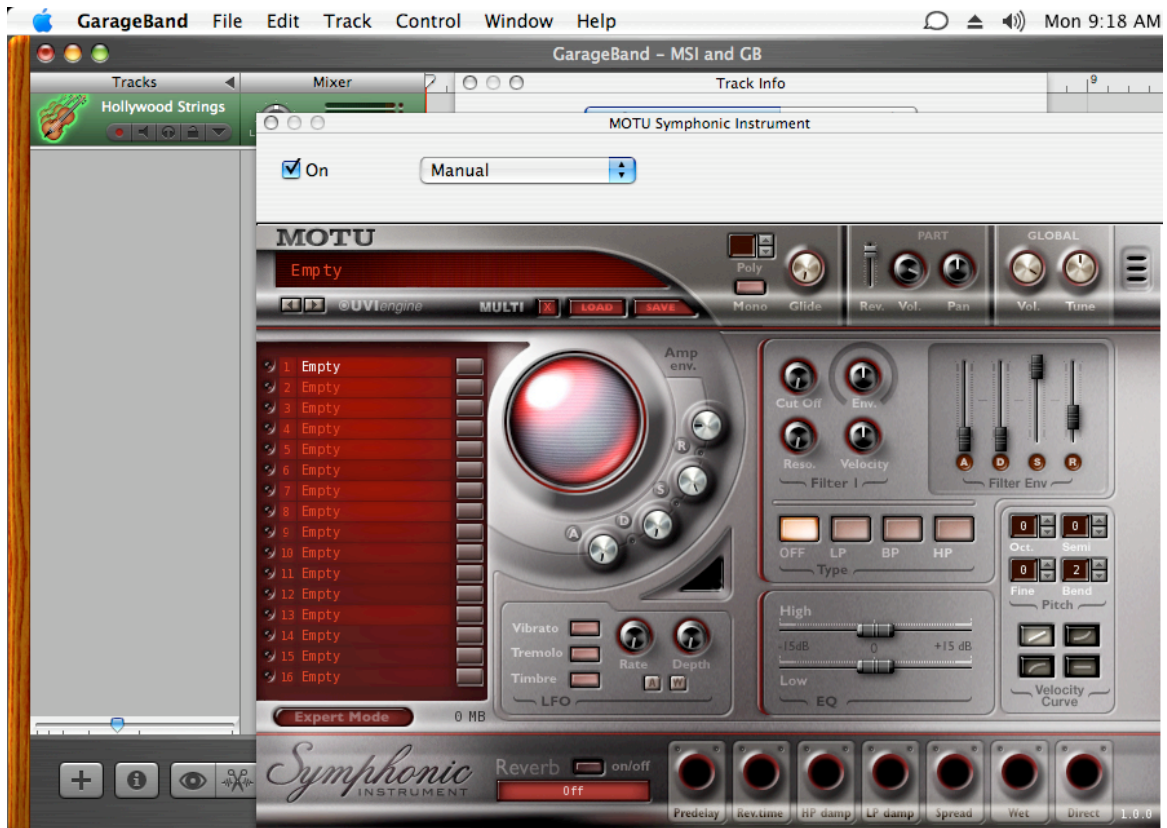 GarageBand File Edit Track Control Window Help Mon 9:18 AM
GarageBand – MSI and GB
Tracks Mixer Track Info 9
Hollywood Strings
MOTU Symphonic Instrument
On Manual
MOTU PART GLOBAL
Empty Poly
UVIengine MULTI X LOAD SAVE Mono Glide Rev. Vol. Pan Vol. Tune
1 Empty
2 Empty
3 Empty
4 Empty
5 Empty
6 Empty
7 Empty
8 Empty
9 Empty
10 Empty
11 Empty
12 Empty
13 Empty
14 Empty
15 Empty
16 Empty
Expert Mode 0 MB
Amp
env.
R
S
D
A
Vibrato
Tremolo
Timbre
Rate Depth
A W
LFO
Cut Off Env.
Reso. Velocity
Filter I
A D S R
Filter Env
OFF LP BP HP
Type
High
-15dB 0 +15 dB
Low
EQ
0 0
Oct. Semi
0 2
Fine Bend
Pitch
Velocity
Curve
Symphonic
INSTRUMENT
Reverb on/off
Off
Predelay Rev.time HP damp LP damp Spread Wet Direct 1.0.0